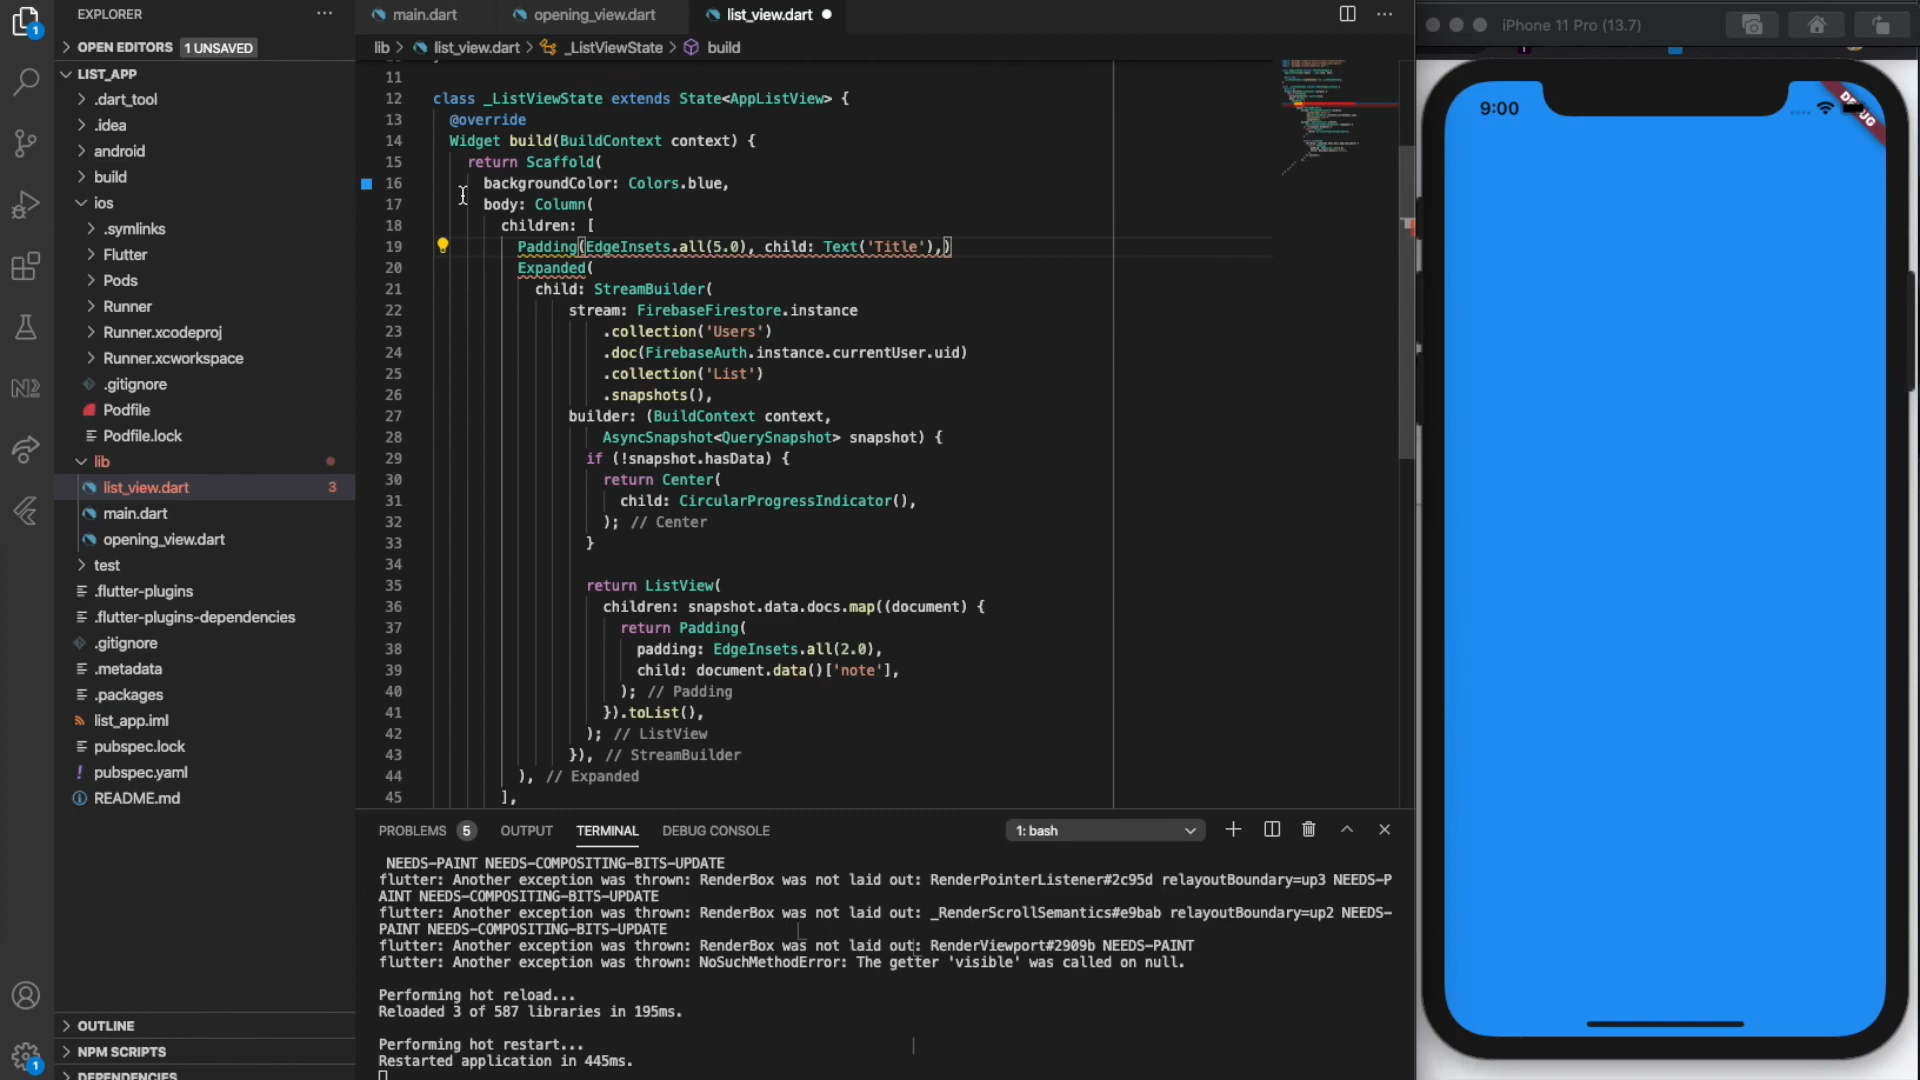 EXPLORER
OPEN EDITORS 1 UNSAVED
LIST_APP
.dart_tool
.idea
android
build
ios
.symlinks
Flutter
Pods
Runner
Runner.xcodeproj
Runner.xcworkspace
.gitignore
Podfile
Podfile.lock
lib
list_view.dart 3
main.dart
opening_view.dart
test
.flutter-plugins
.flutter-plugins-dependencies
.gitignore
.metadata
.packages
list_app.iml
pubspec.lock
pubspec.yaml
README.md
OUTLINE
NPM SCRIPTS
DEPENDENCIES
1
1
main.dart opening_view.dart list_view.dart
lib > list_view.dart > _ListViewState > build
11
12 class _ListViewState extends State<AppListView> {
13 @override
14 Widget build(BuildContext context) {
15 return Scaffold(
16 backgroundColor: Colors.blue,
17 body: Column(
18 children: [
19 Padding(EdgeInsets.all(5.0), child: Text('Title'),)
20 Expanded(
21 child: StreamBuilder(
22 stream: FirebaseFirestore.instance
23 .collection('Users')
24 .doc(FirebaseAuth.instance.currentUser.uid)
25 .collection('List')
26 .snapshots(),
27 builder: (BuildContext context,
28 AsyncSnapshot<QuerySnapshot> snapshot) {
29 if (!snapshot.hasData) {
30 return Center(
31 child: CircularProgressIndicator(),
32 ); // Center
33 }
34
35 return ListView(
36 children: snapshot.data.docs.map((document) {
37 return Padding(
38 padding: EdgeInsets.all(2.0),
39 child: document.data()['note'],
40 ); // Padding
41 }).toList(),
42 ); // ListView
43 }), // StreamBuilder
44 ), // Expanded
45 ],
PROBLEMS 5 OUTPUT TERMINAL DEBUG CONSOLE 1: bash
NEEDS-PAINT NEEDS-COMPOSITING-BITS-UPDATE
flutter: Another exception was thrown: RenderBox was not laid out: RenderPointerListener#2c95d relayoutBoundary=up3 NEEDS-P
AINT NEEDS-COMPOSITING-BITS-UPDATE
flutter: Another exception was thrown: RenderBox was not laid out: _RenderScrollSemantics#e9bab relayoutBoundary=up2 NEEDS-
PAINT NEEDS-COMPOSITING-BITS-UPDATE
flutter: Another exception was thrown: RenderBox was not laid out: RenderViewport#2909b NEEDS-PAINT
flutter: Another exception was thrown: NoSuchMethodError: The getter 'visible' was called on null.
Performing hot reload...
Reloaded 3 of 587 libraries in 195ms.
Performing hot restart...
Restarted application in 445ms.
iPhone 11 Pro (13.7)
9:00
DEBUG